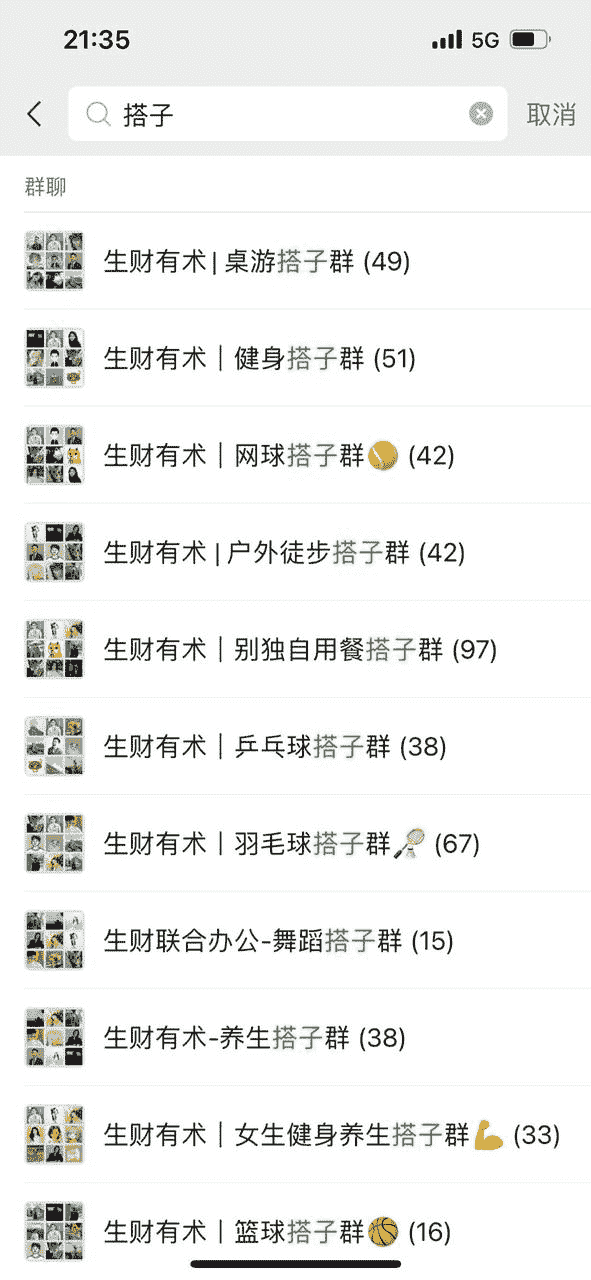 21:35
5G
搭子
取消
群聊
生财有术 | 桌游搭子群 (49)
生财有术｜健身搭子群 (51)
生财有术｜网球搭子群🎾 (42)
生财有术 | 户外徒步搭子群 (42)
生财有术｜别独自用餐搭子群 (97)
生财有术｜乒乓球搭子群 (38)
生财有术｜羽毛球搭子群🏸 (67)
生财联合办公-舞蹈搭子群 (15)
生财有术-养生搭子群 (38)
生财有术｜女生健身养生搭子群💪 (33)
生财有术｜篮球搭子群🏀 (16)